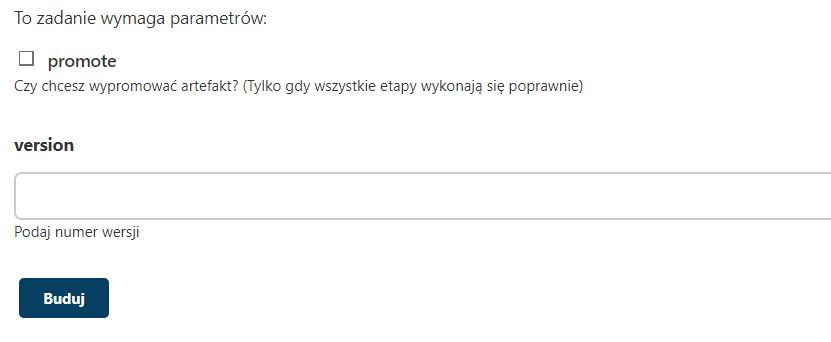 To zadanie wymaga parametrów:
promote
Czy chcesz wypromować artefakt? (Tylko gdy wszystkie etapy wykonają się poprawnie)
version
Podaj numer wersji
Buduj